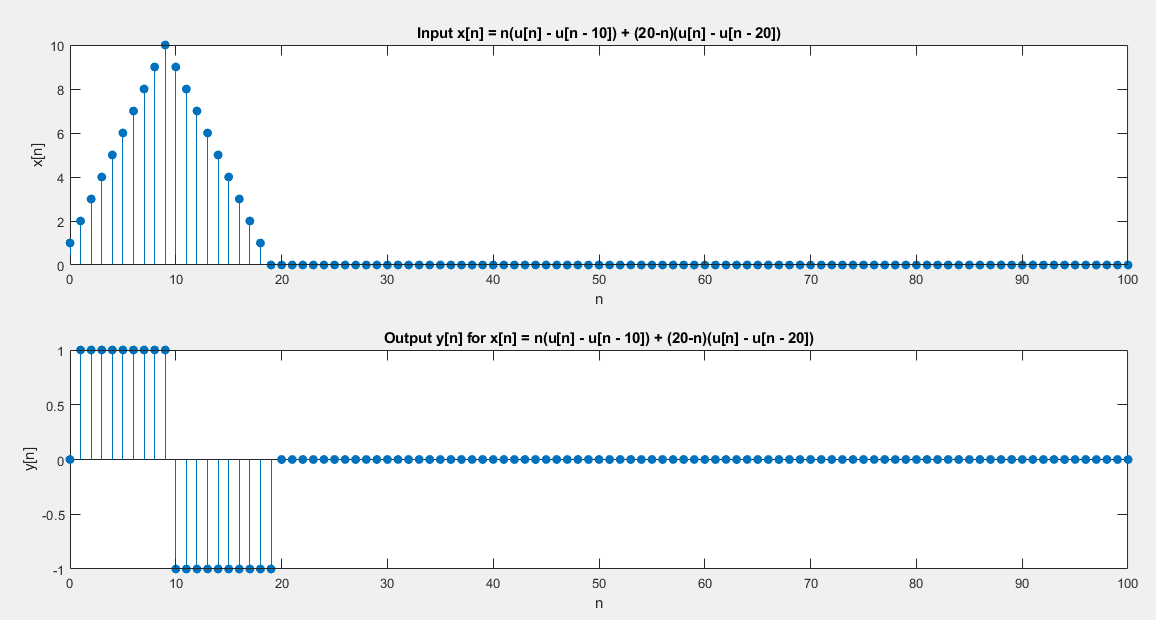 Input x[n] = n(u[n] - u[n - 10]) + (20-n)(u[n] - u[n - 20])
10
8
6
4
2
0
x[n]
0 10 20 30 40 50 60 70 80 90 100
n
Output y[n] for x[n] = n(u[n] - u[n - 10]) + (20-n)(u[n] - u[n - 20])
1
0.5
0
-0.5
-1
y[n]
0 10 20 30 40 50 60 70 80 90 100
n